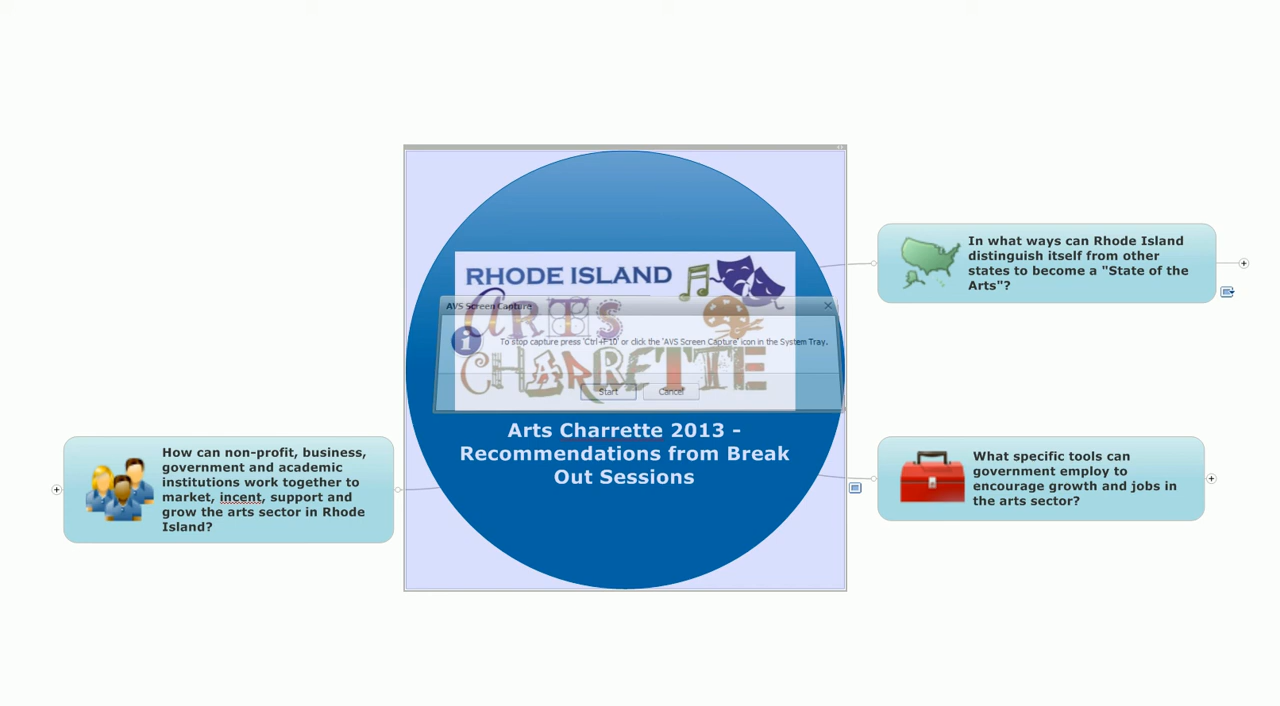 RHODE ISLAND
ARTS
CHARRETTE
AVS Screen Capture
To stop capture press 'Ctrl+F10' or click the 'AVS Screen Capture' icon in the System Tray.
Start
Cancel
Arts Charrette 2013 -
Recommendations from Break
Out Sessions
In what ways can Rhode Island
distinguish itself from other
states to become a "State of the
Arts"?
How can non-profit, business,
government and academic
institutions work together to
market, incent, support and
grow the arts sector in Rhode
Island?
What specific tools can
government employ to
encourage growth and jobs in
the arts sector?